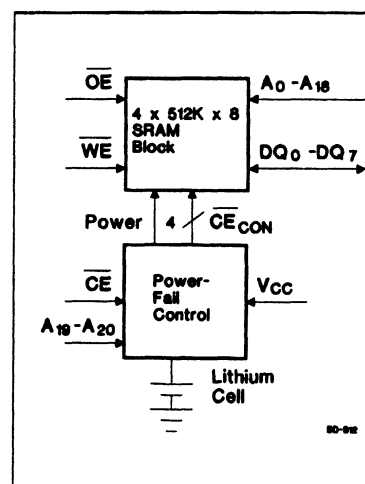 OE
A0 -A18
4 x 512K x 8
SRAM
Block
WE
DQ0 -DQ7
Power
4
CECON
CE
Power-
Fail
Control
VCC
A19-A20
Lithium
Cell